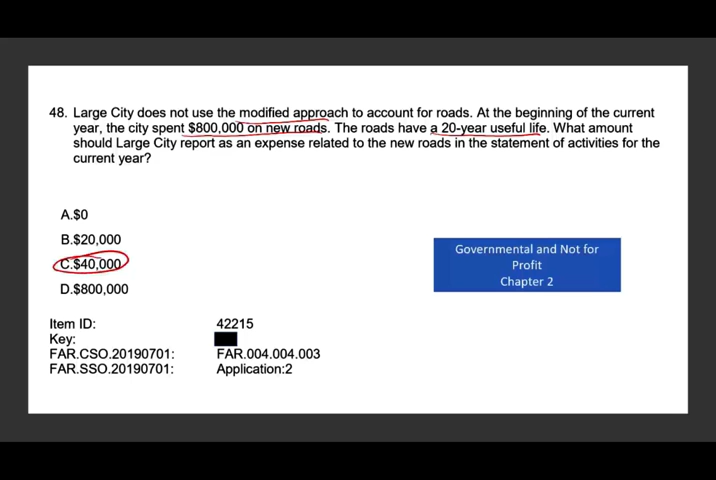 48. Large City does not use the modified approach to account for roads. At the beginning of the current
year, the city spent $800,000 on new roads. The roads have a 20-year useful life. What amount
should Large City report as an expense related to the new roads in the statement of activities for the
current year?
A.$0
B.$20,000
C.$40,000
D.$800,000
Governmental and Not for
Profit
Chapter 2
Item ID: 42215
Key:
FAR.CSO.20190701: FAR.004.004.003
FAR.SSO.20190701: Application:2